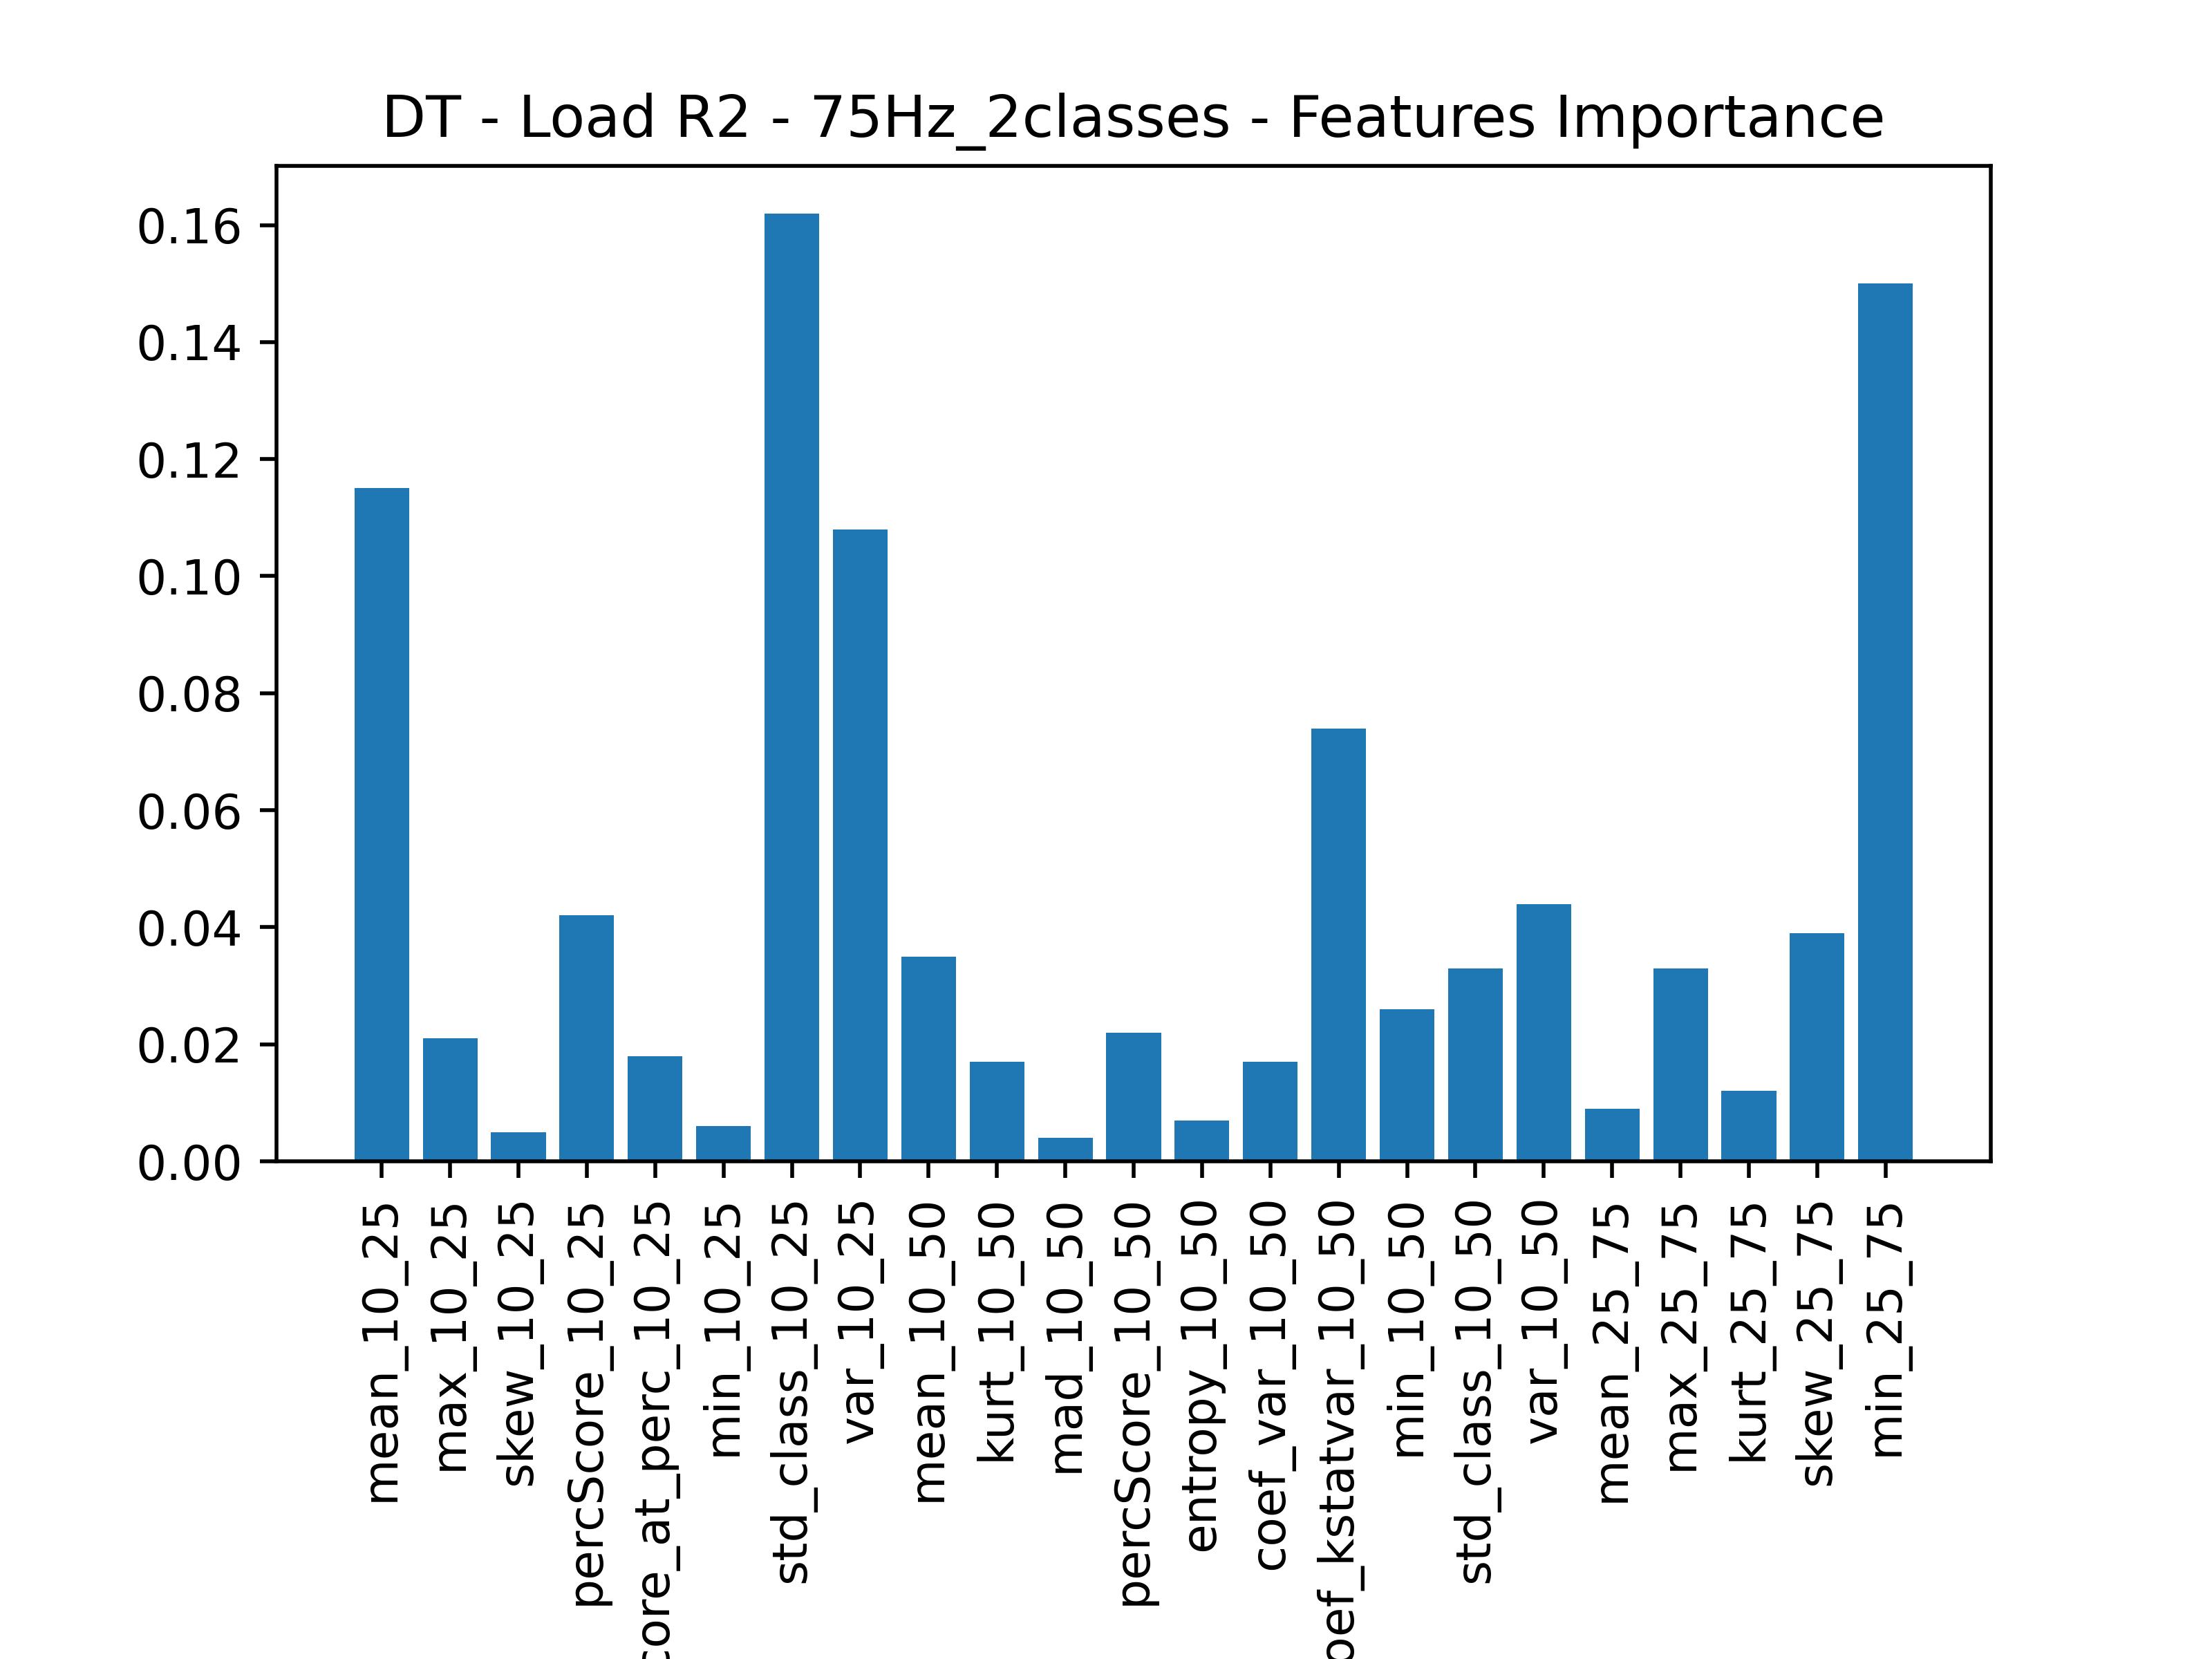 DT - Load R2 - 75Hz_2classes - Features Importance
0.16
0.14
0.12
0.10
0.08
0.06
0.04
0.02
0.00
mean_10_25
max_10_25
skew_10_25
percScore_10_25
core_at_perc_10_25
min_10_25
std_class_10_25
var_10_25
mean_10_50
kurt_10_50
mad_10_50
percScore_10_50
entropy_10_50
coef_var_10_50
oef_kstatvar_10_50
min_10_50
std_class_10_50
var_10_50
mean_25_75
max_25_75
kurt_25_75
skew_25_75
min_25_75